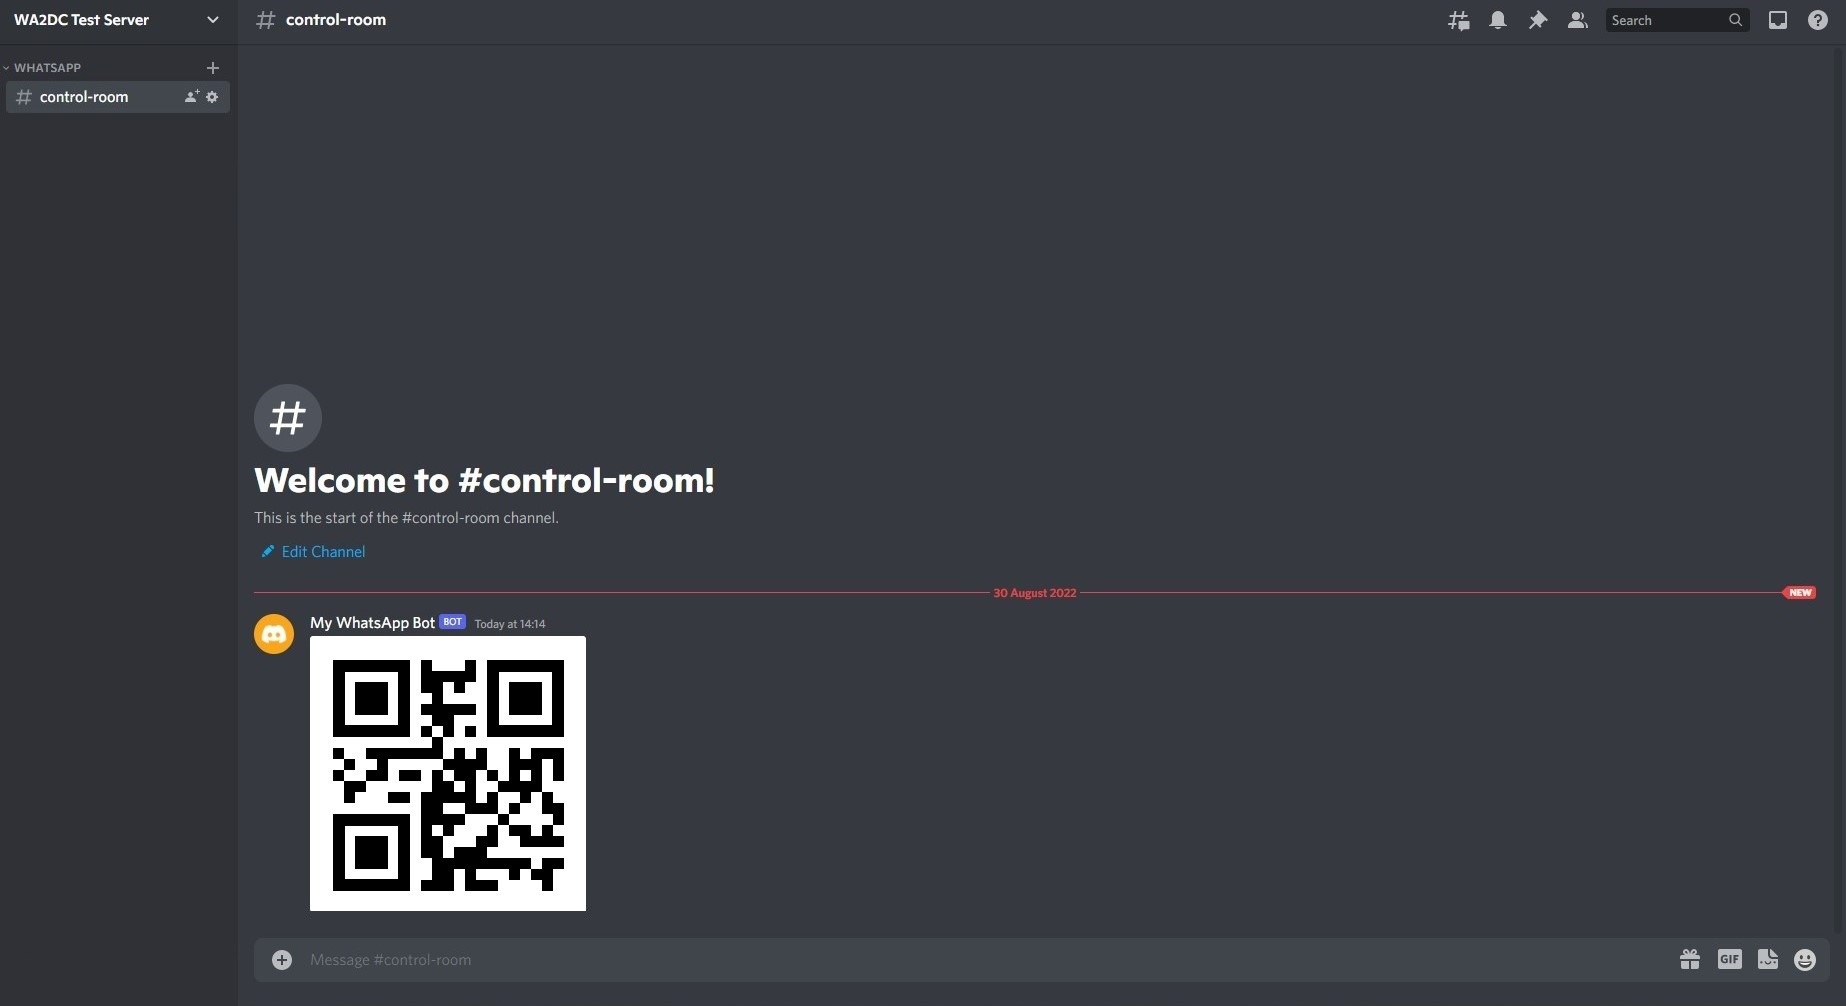 WA2DC Test Server
control-room
Search
WHATSAPP
control-room
Welcome to #control-room!
This is the start of the #control-room channel.
Edit Channel
30 August 2022
NEW
My WhatsApp Bot BOT Today at 14:14
Message #control-room
GIF